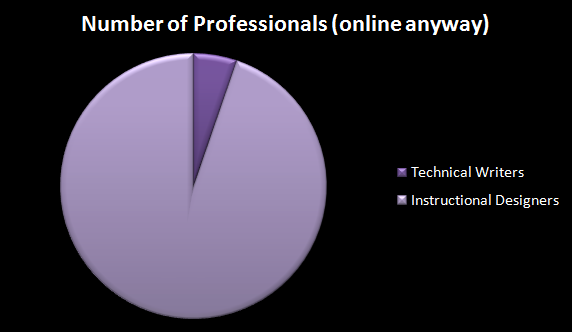 Number of Professionals (online anyway)
Technical Writers
Instructional Designers